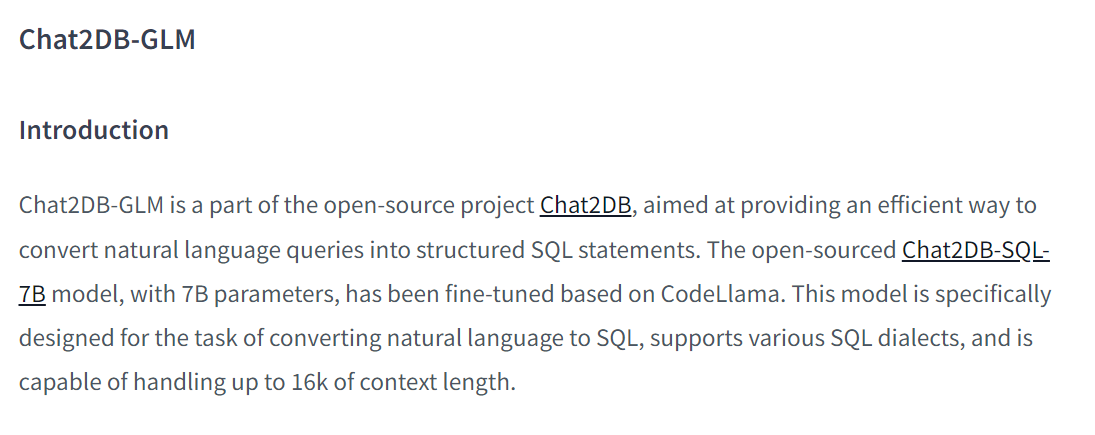 Chat2DB-GLM
Introduction
Chat2DB-GLM is a part of the open-source project Chat2DB, aimed at providing an efficient way to
convert natural language queries into structured SQL statements. The open-sourced Chat2DB-SQL-
7B model, with 7B parameters, has been fine-tuned based on CodeLlama. This model is specifically
designed for the task of converting natural language to SQL, supports various SQL dialects, and is
capable of handling up to 16k of context length.